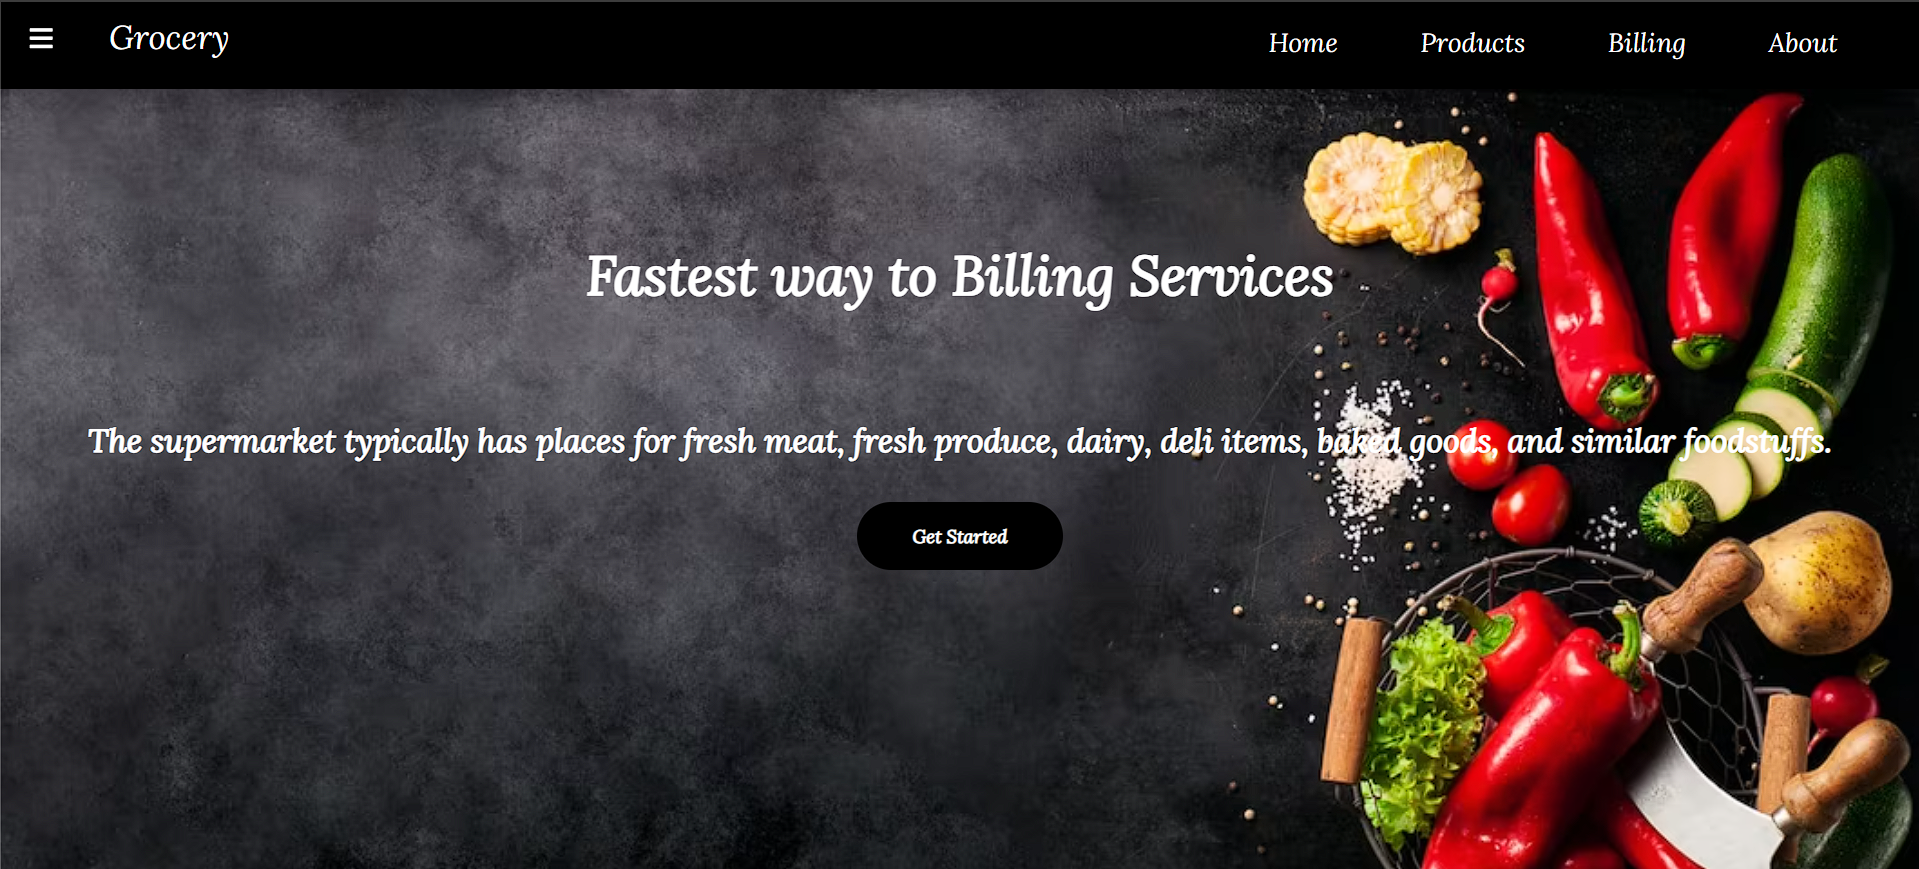 Grocery
Home Products Billing About
Fastest way to Billing Services
The supermarket typically has places for fresh meat, fresh produce, dairy, deli items, baked goods, and similar foodstuffs.
Get Started